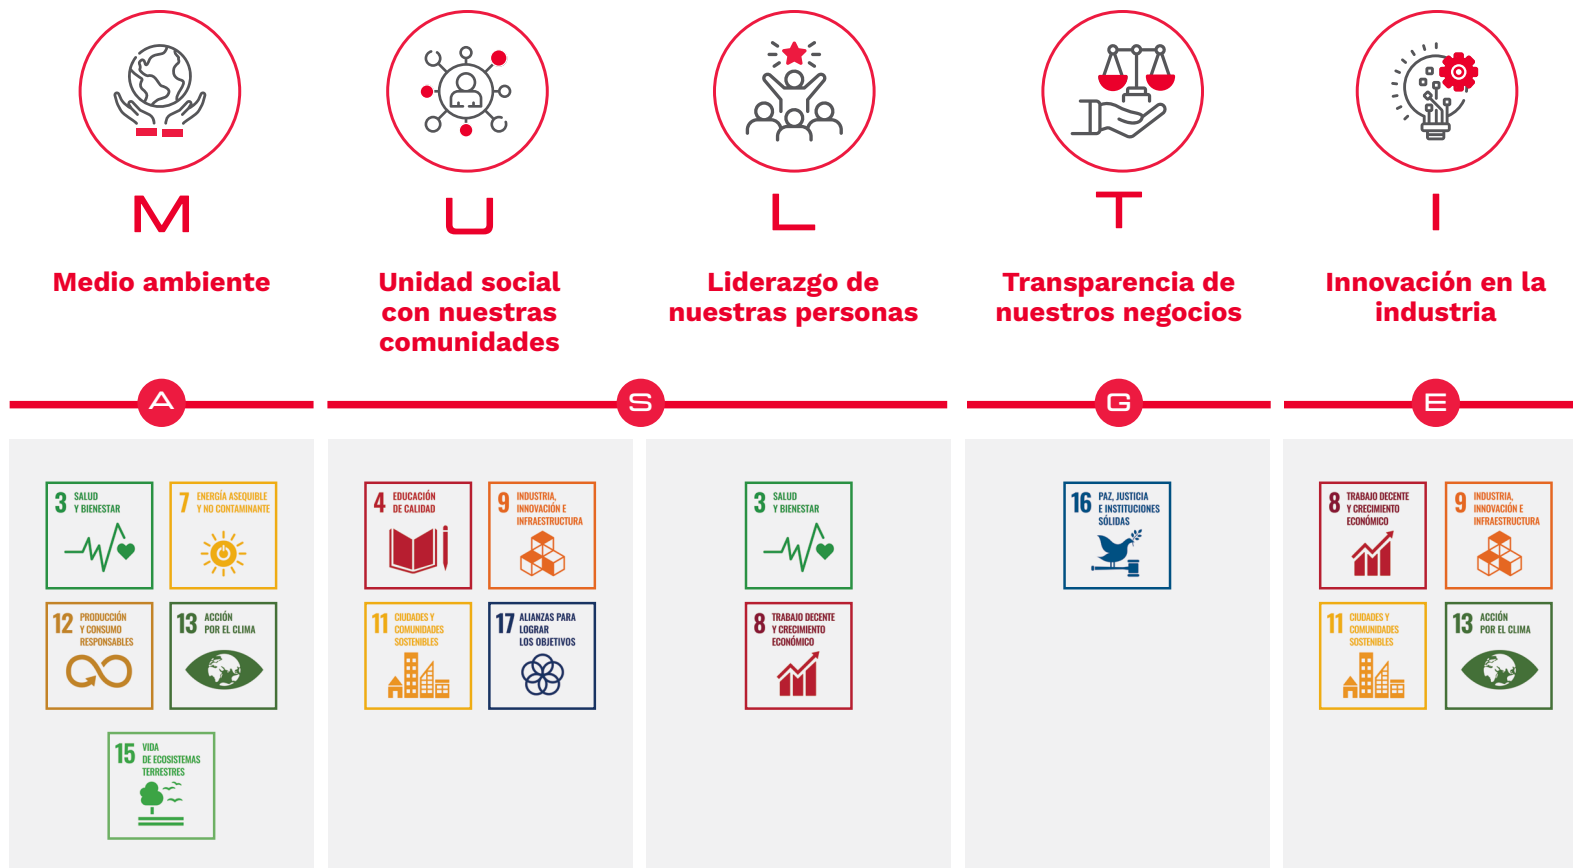 M
U
L
T
I
Medio ambiente
Unidad social
con nuestras
comunidades
Liderazgo de
nuestras personas
Transparencia de
nuestros negocios
Innovación en la
industria
A
S
G
E
3 SALUD
Y BIENESTAR
7 ENERGÍA ASEQUIBLE
Y NO CONTAMINANTE
12 PRODUCCIÓN
Y CONSUMO
RESPONSABLES
13 ACCIÓN
POR EL CLIMA
15 VIDA
DE ECOSISTEMAS
TERRESTRES
4 EDUCACIÓN
DE CALIDAD
9 INDUSTRIA,
INNOVACIÓN E
INFRAESTRUCTURA
11 CIUDADES Y
COMUNIDADES
SOSTENIBLES
17 ALIANZAS PARA
LOGRAR
LOS OBJETIVOS
3 SALUD
Y BIENESTAR
8 TRABAJO DECENTE
Y CRECIMIENTO
ECONÓMICO
16 PAZ, JUSTICIA
E INSTITUCIONES
SÓLIDAS
8 TRABAJO DECENTE
Y CRECIMIENTO
ECONÓMICO
9 INDUSTRIA,
INNOVACIÓN E
INFRAESTRUCTURA
11 CIUDADES Y
COMUNIDADES
SOSTENIBLES
13 ACCIÓN
POR EL CLIMA